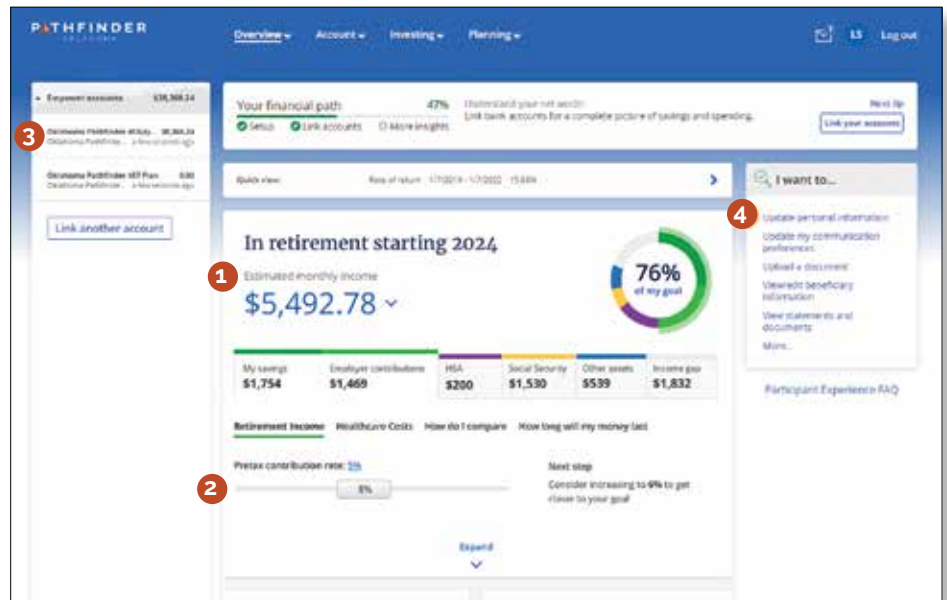 PATHFINDER
OKLAHOMA
Overview Account Investing Planning
LS Log out
Empower accounts $38,368.24
3
Oklahoma Pathfinder 401(a)... 38,368.24
Oklahoma Pathfinder... a few seconds ago
Oklahoma Pathfinder 457 Plan 0.00
Oklahoma Pathfinder... a few seconds ago
Link another account
Your financial path 47% Understand your net worth
Link bank accounts for a complete picture of savings and spending.
Setup Link accounts More insights
Next Up
Link your accounts
Quick view: Rate of return
I want to...
4
Update personal information
Update my communication
preferences
Upload a document
View/edit beneficiary
information
View statements and
documents
More...
Participant Experience FAQ
In retirement starting 2024
1
Estimated monthly income
$5,492.78
76%
of my goal
My savings Employer contributions HSA Social Security Other assets Income gap
$1,754 $1,469 $200 $1,530 $539 $1,832
Retirement Income Healthcare Costs How do I compare How long will my money last
Pretax contribution rate: 5%
2
Next step
Consider increasing to 6% to get
closer to your goal
Expand